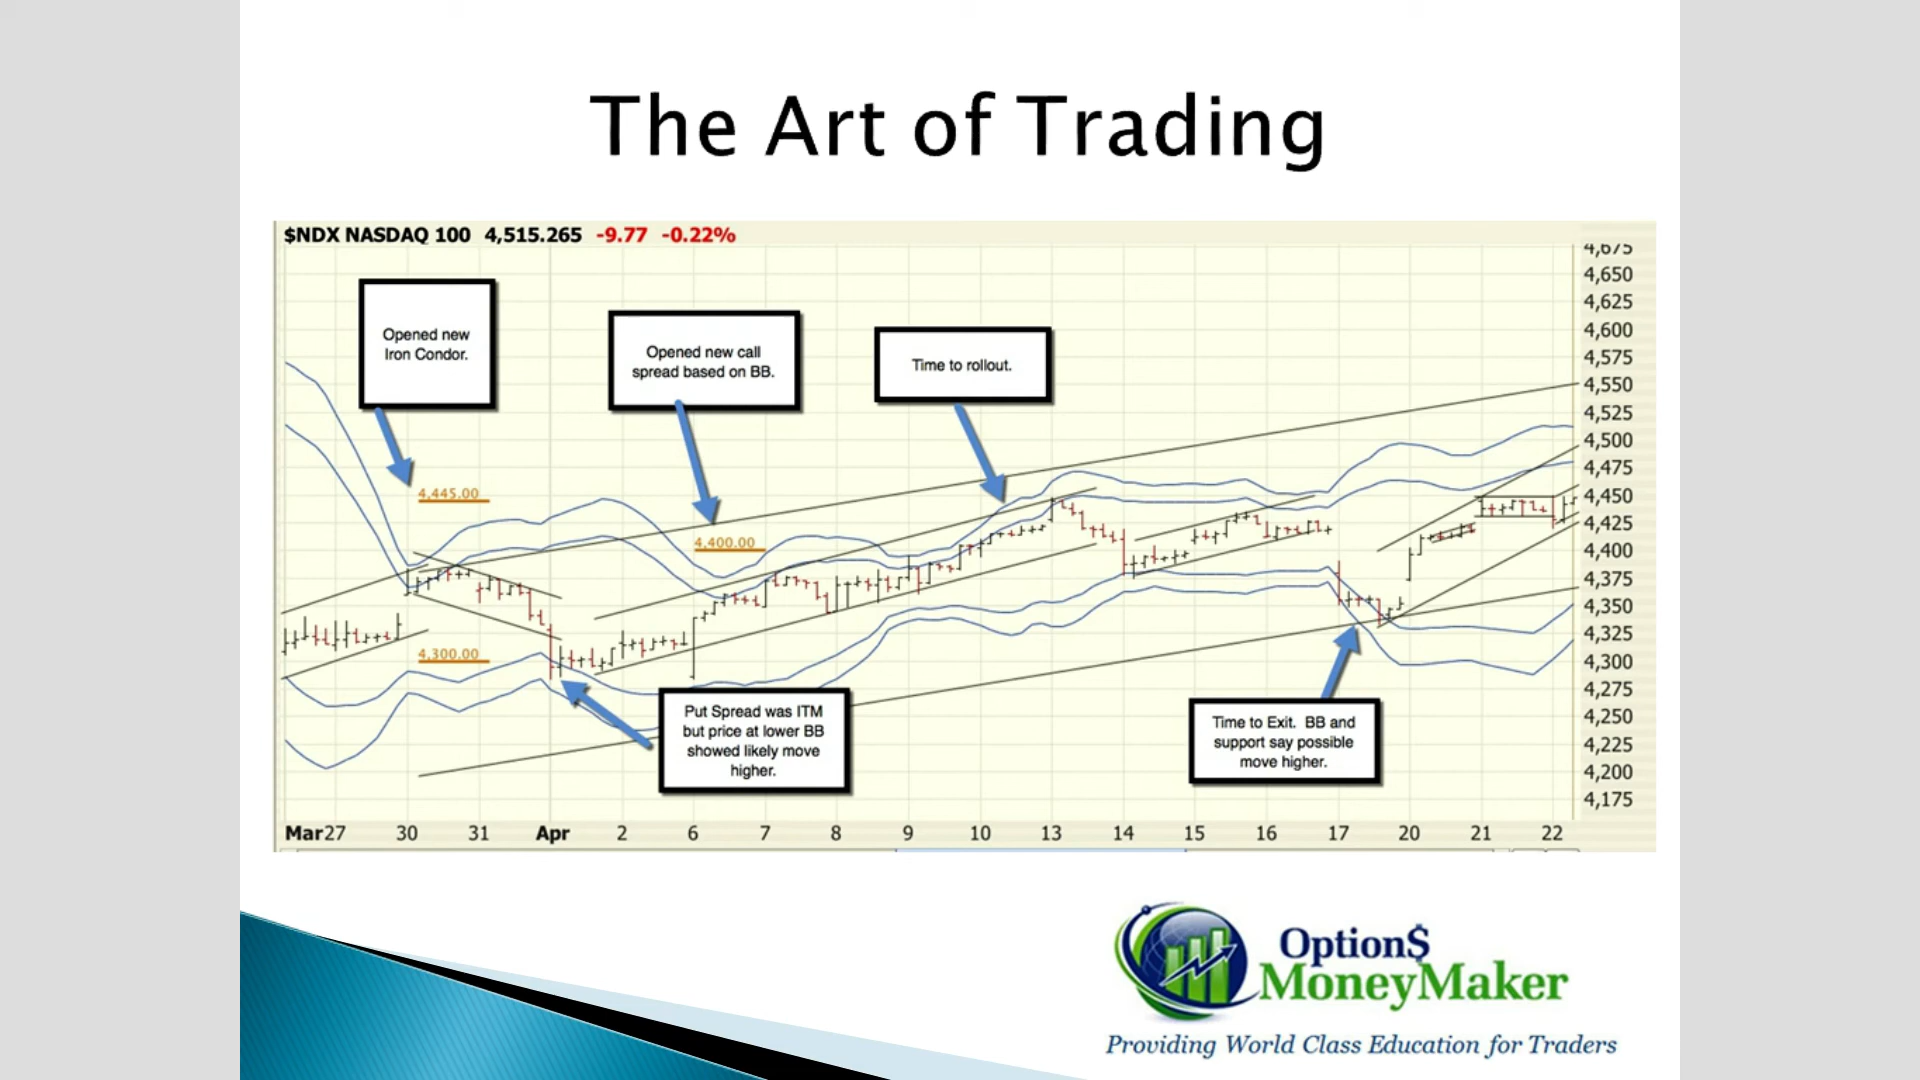 The Art of Trading
$NDX NASDAQ 100 4,515.265 -9.77 -0.22%
4,675
4,650
4,625
4,600
4,575
4,550
4,525
4,500
4,475
4,450
4,425
4,400
4,375
4,350
4,325
4,300
4,275
4,250
4,225
4,200
4,175
Opened new
Iron Condor.
Opened new call
spread based on BB.
Time to rollout.
4,445.00
4,400.00
4,300.00
Put Spread was ITM
but price at lower BB
showed likely move
higher.
Time to Exit. BB and
support say possible
move higher.
Mar27 30 31 Apr 2 6 7 8 9 10 13 14 15 16 17 20 21 22
Option$
MoneyMaker
Providing World Class Education for Traders